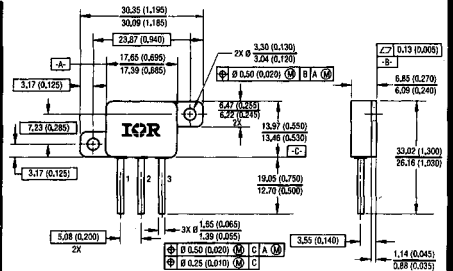 30,35 (1.195)
30,09 (1.185)
23,87 (0,940)
-A-
17,65 (0.695)
17,39 (0,685)
2X Ø 3,30 (0.130)
3,04 (0.120)
⌖ Ø 0.50 (0,020) Ⓜ B A Ⓜ
▱ 0.13 (0,005)
-B-
6,85 (0.270)
6,09 (0.240)
3,17 (0.125)
6,47 (0.255)
6,22 (0.245)
2X
7,23 (0.285)
IOR
13,97 (0.550)
13,46 (0.530)
-C-
3,17 (0.125)
1
2
3
19,05 (0.750)
12,70 (0.500)
33,02 (1.300)
26,16 (1.030)
5,08 (0.200)
2X
3X Ø 1,65 (0.065)
1,39 (0.055)
⌖ Ø 0.50 (0,020) Ⓜ C A Ⓜ
⌖ Ø 0.25 (0,010) Ⓜ C
3,55 (0.140)
1,14 (0.045)
0.88 (0.035)